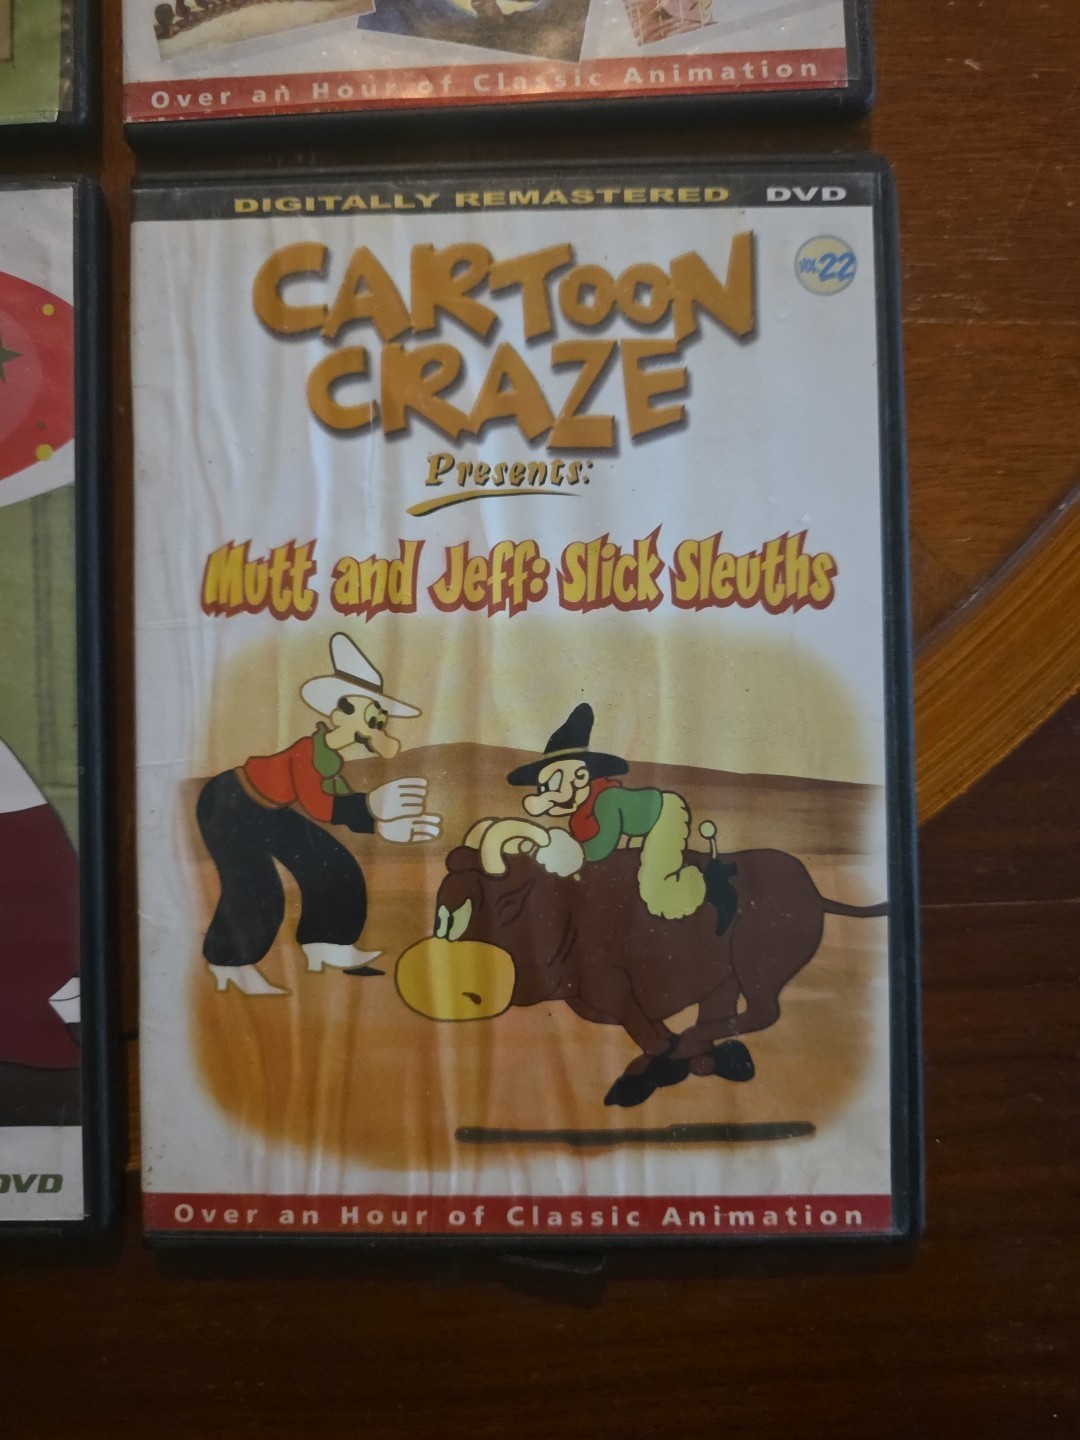 Over an Hour of Classic Animation
DIGITALLY REMASTERED DVD
CARTOON
VOL. 22
CRAZE
Presents:
Mutt and Jeff: Slick Sleuths
DVD
Over an Hour of Classic Animation